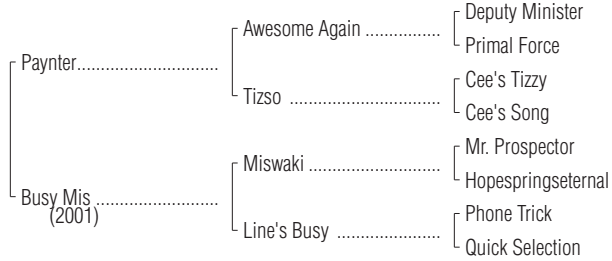 Deputy Minister
Awesome Again ..................
Primal Force
Paynter..................................
Cee's Tizzy
Tizso ....................................
Cee's Song
Mr. Prospector
Miswaki ................................
Hopespringseternal
Busy Mis .............................
(2001)
Phone Trick
Line's Busy .........................
Quick Selection